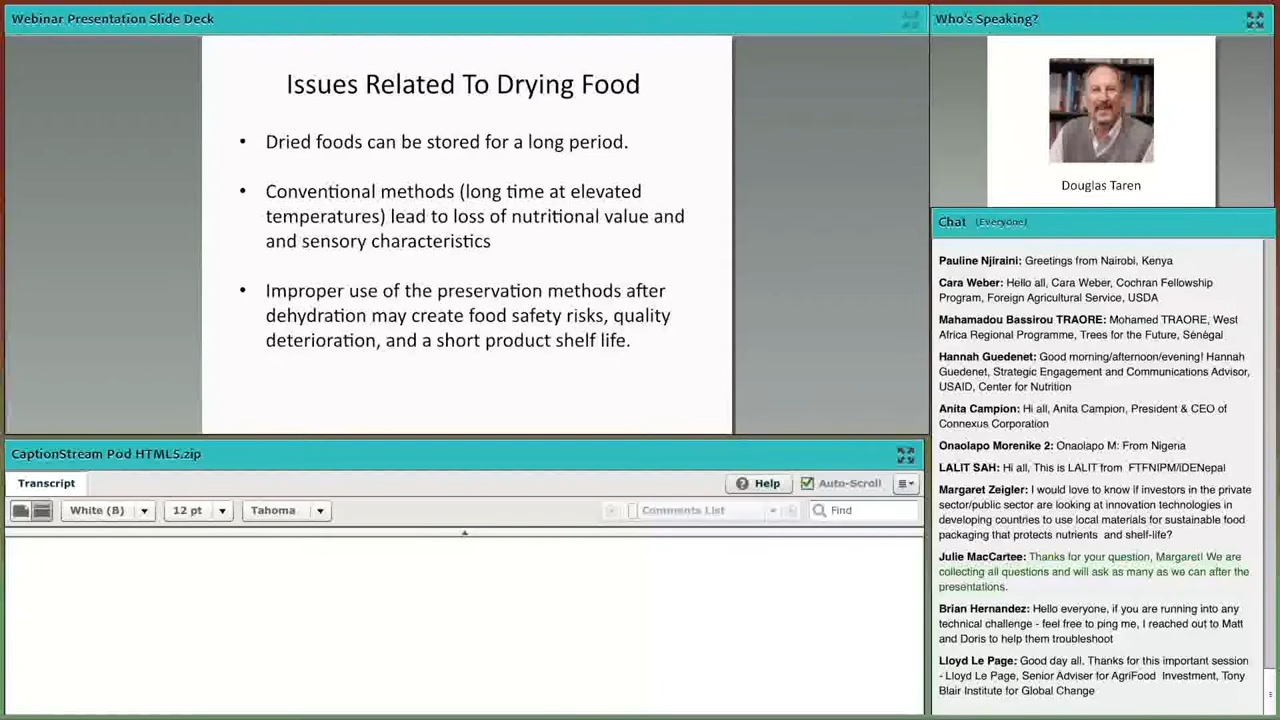 Webinar Presentation Slide Deck
Issues Related To Drying Food
• Dried foods can be stored for a long period.
• Conventional methods (long time at elevated
temperatures) lead to loss of nutritional value and
and sensory characteristics
• Improper use of the preservation methods after
dehydration may create food safety risks, quality
deterioration, and a short product shelf life.
Who's Speaking?
Douglas Taren
Chat (Everyone)
Pauline Njiraini: Greetings from Nairobi, Kenya
Cara Weber: Hello all, Cara Weber, Cochran Fellowship
Program, Foreign Agricultural Service, USDA
Mahamadou Bassirou TRAORE: Mohamed TRAORE, West
Africa Regional Programme, Trees for the Future, Sénégal
Hannah Guedenet: Good morning/afternoon/evening! Hannah
Guedenet, Strategic Engagement and Communications Advisor,
USAID, Center for Nutrition
Anita Campion: Hi all, Anita Campion, President & CEO of
Connexus Corporation
Onaolapo Morenike 2: Onaolapo M: From Nigeria
LALIT SAH: Hi all, This is LALIT from FTFNIPM/iDENepal
Margaret Zeigler: I would love to know if investors in the private
sector/public sector are looking at innovation technologies in
developing countries to use local materials for sustainable food
packaging that protects nutrients and shelf-life?
Julie MacCartee: Thanks for your question, Margaret! We are
collecting all questions and will ask as many as we can after the
presentations.
Brian Hernandez: Hello everyone, if you are running into any
technical challenge - feel free to ping me, I reached out to Matt
and Doris to help them troubleshoot
Lloyd Le Page: Good day all. Thanks for this important session
- Lloyd Le Page, Senior Adviser for AgriFood Investment, Tony
Blair Institute for Global Change
CaptionStream Pod HTML5.zip
Transcript
Help
Auto-Scroll
White (B)
12 pt
Tahoma
Comments List
Find